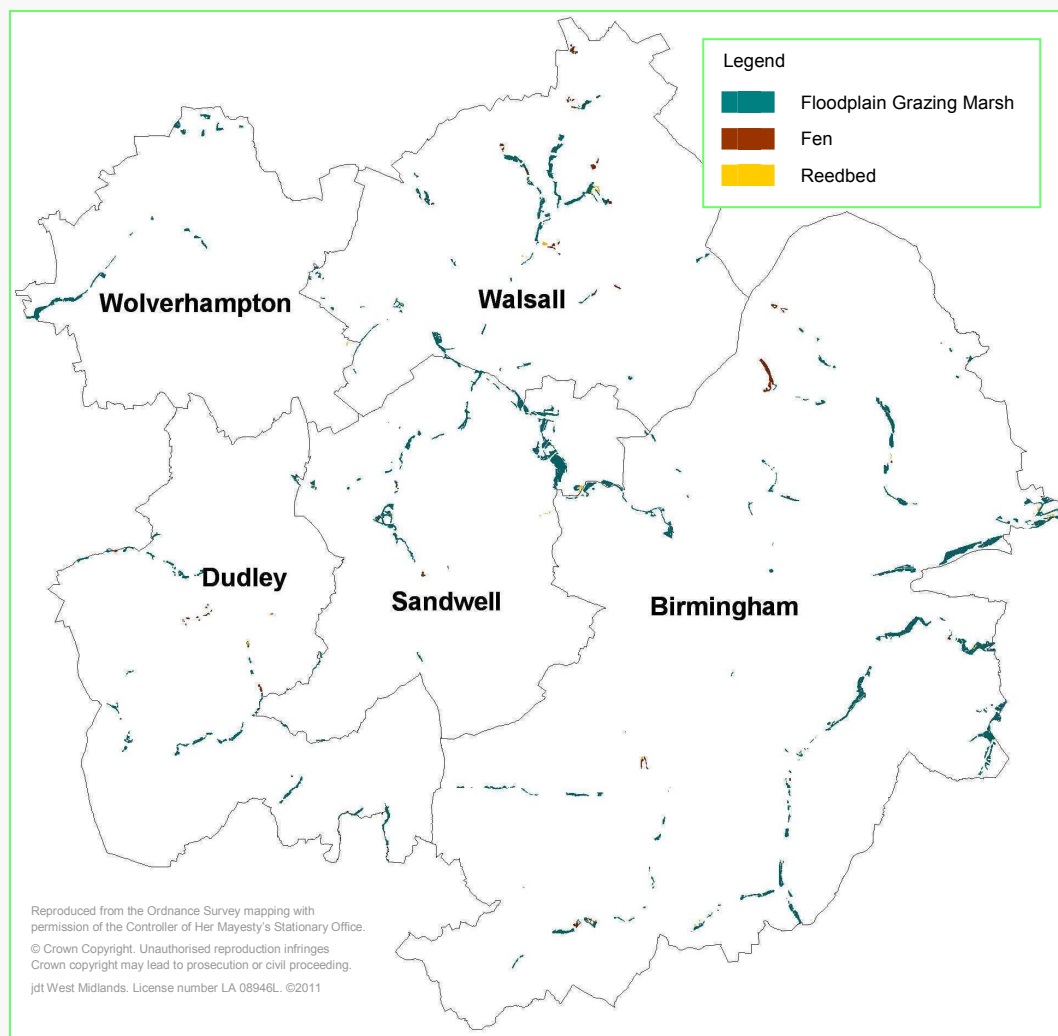 Legend
Floodplain Grazing Marsh
Fen
Reedbed
Wolverhampton
Walsall
Dudley
Sandwell
Birmingham
Reproduced from the Ordnance Survey mapping with
permission of the Controller of Her Mayesty's Stationary Office.
© Crown Copyright. Unauthorised reproduction infringes
Crown copyright may lead to prosecution or civil proceeding.
jdt West Midlands. License number LA 08946L. ©2011